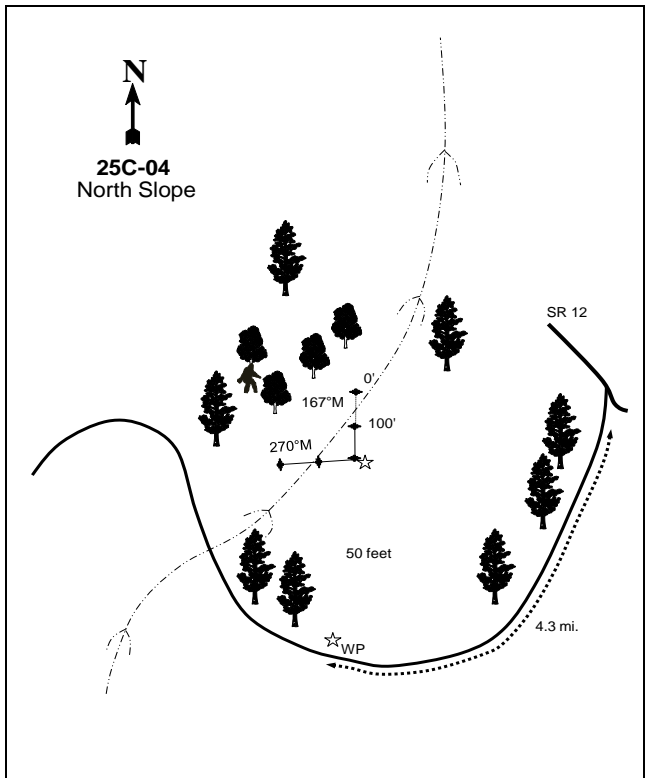 N
25C-04
North Slope
SR 12
0'
167°M
100'
270°M
50 feet
4.3 mi.
WP